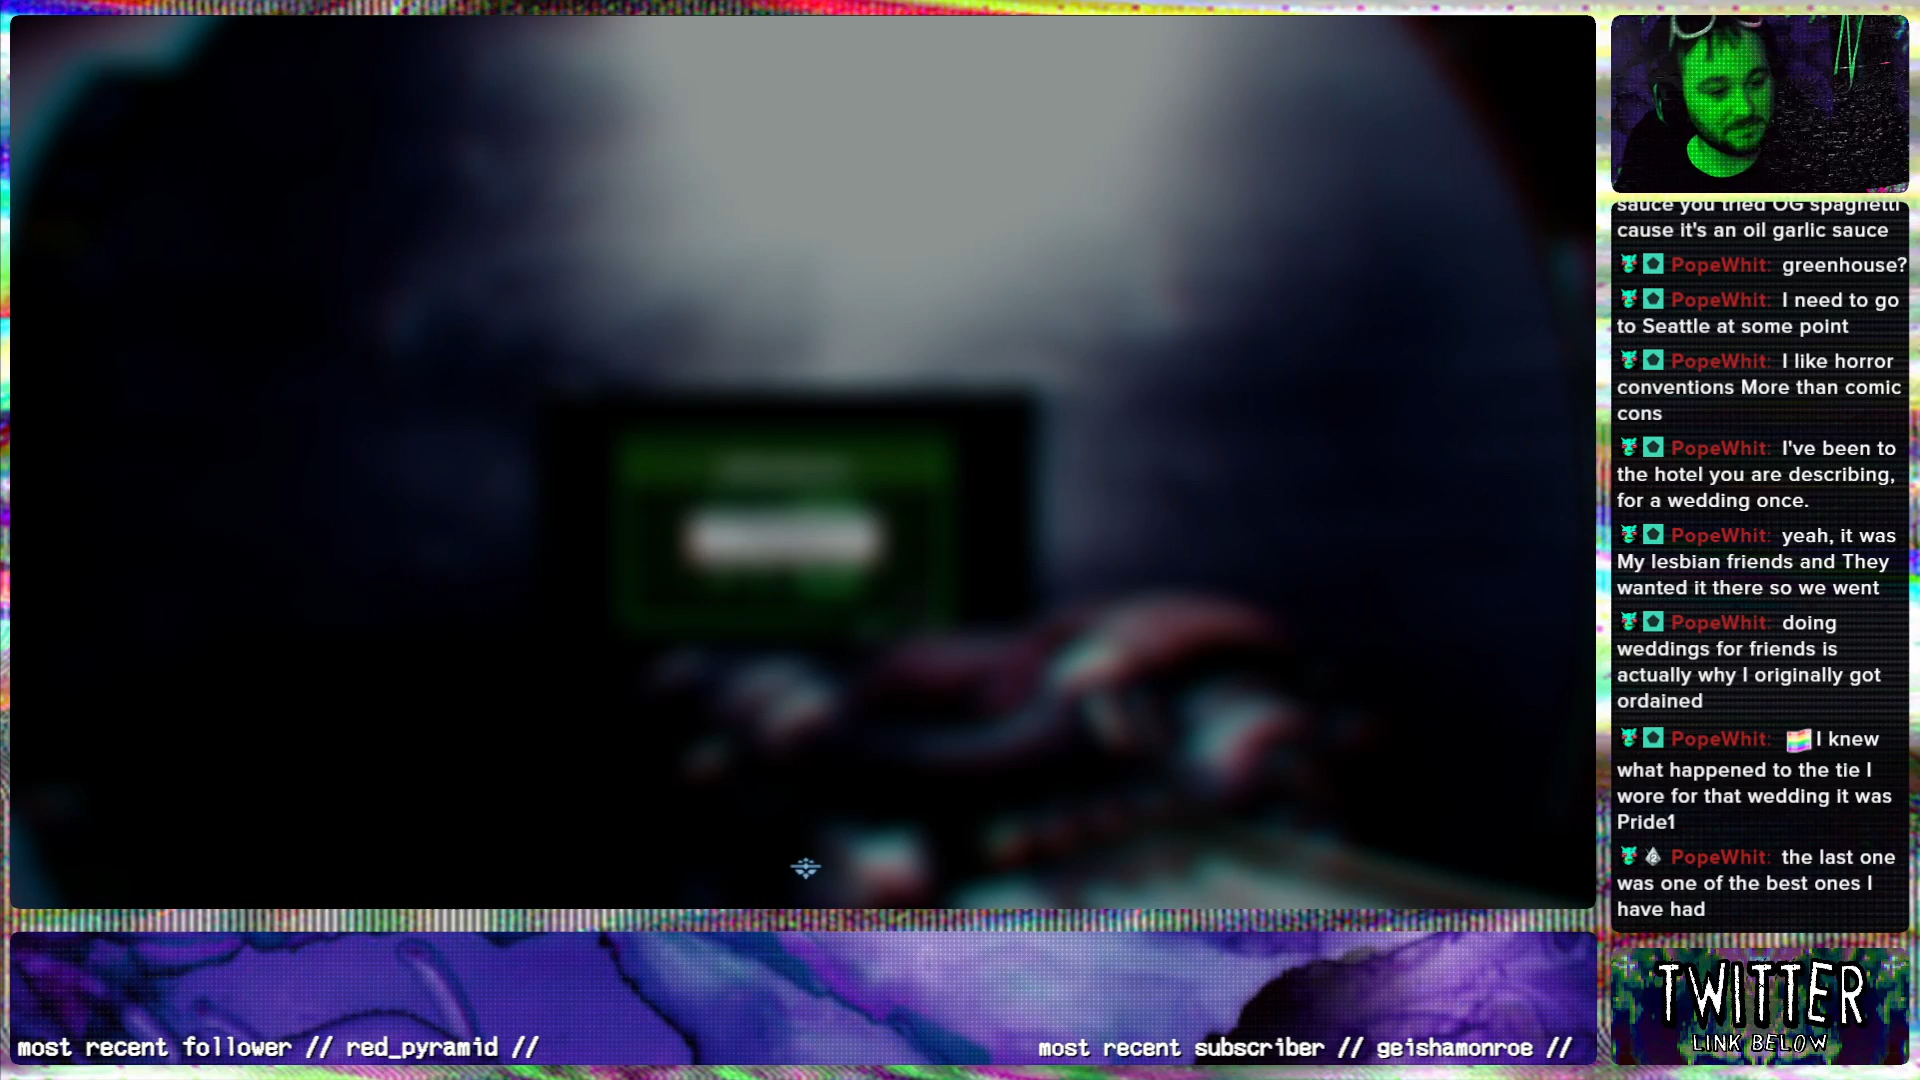 sauce you tried OG spaghetti
cause it's an oil garlic sauce
PopeWhit: greenhouse?
PopeWhit: I need to go
to Seattle at some point
PopeWhit: I like horror
conventions More than comic
cons
PopeWhit: I've been to
the hotel you are describing,
for a wedding once.
PopeWhit: yeah, it was
My lesbian friends and They
wanted it there so we went
PopeWhit: doing
weddings for friends is
actually why I originally got
ordained
PopeWhit: I knew
what happened to the tie I
wore for that wedding it was
Pride1
PopeWhit: the last one
was one of the best ones I
have had
TWITTER
LINK BELOW
most recent follower // red_pyramid //
most recent subscriber // geishamonroe //